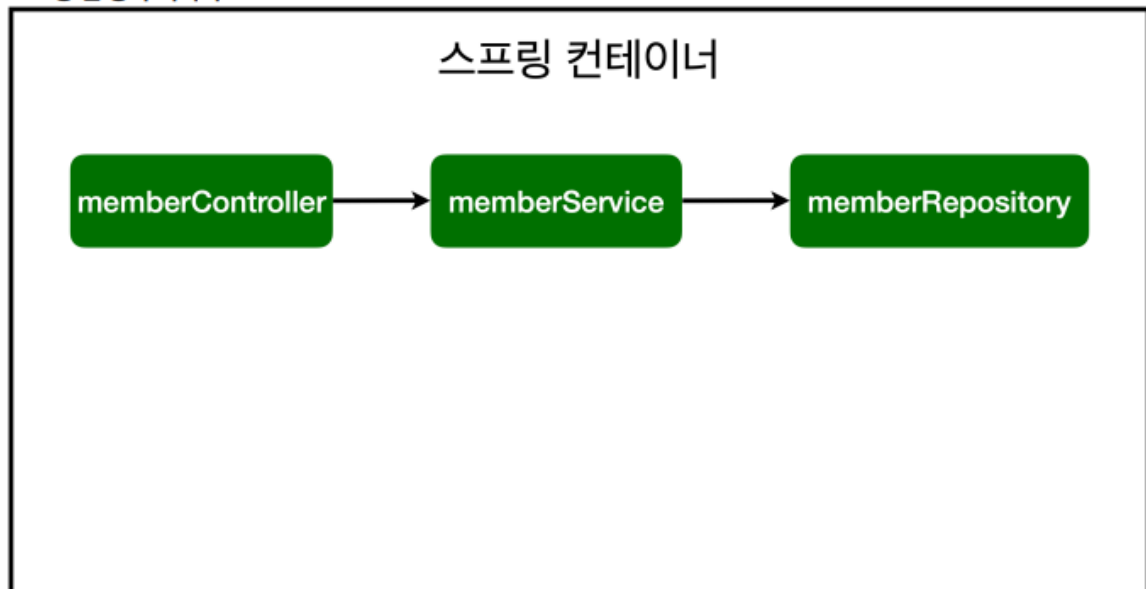 스프링 컨테이너
memberController
memberService
memberRepository